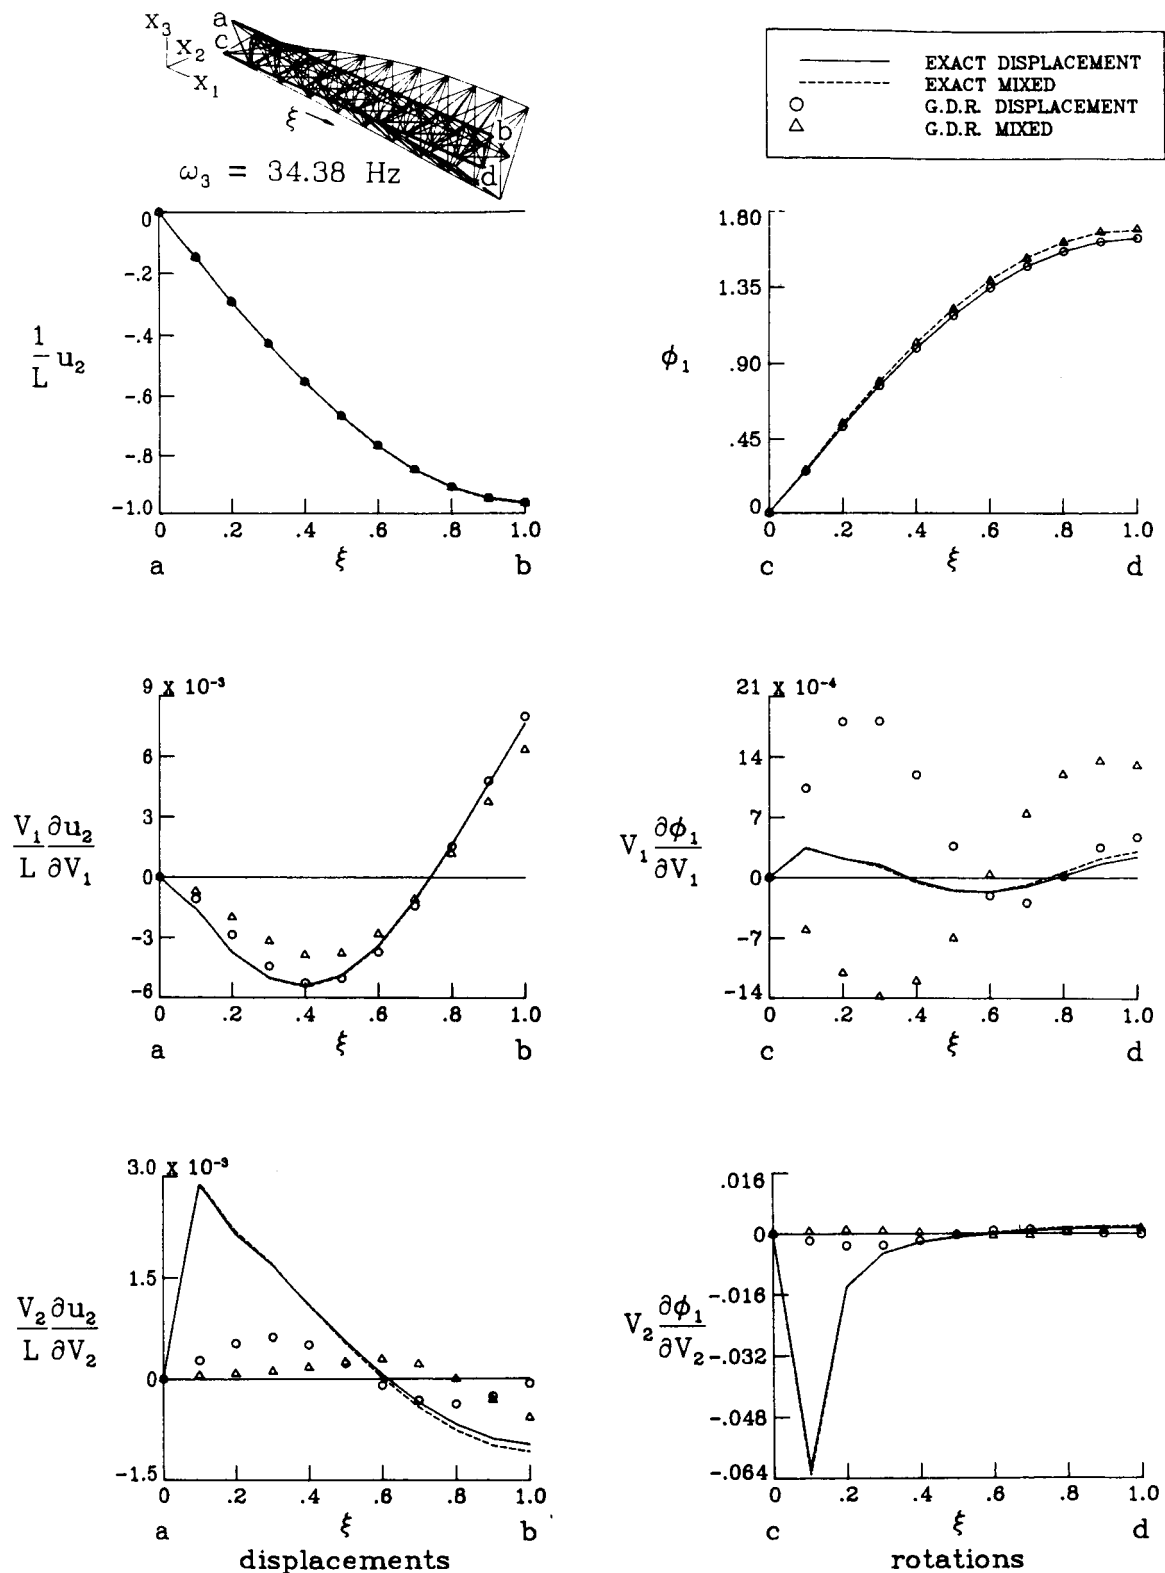 X₃
a
c
X₂
X₁
ξ
b
d
ω₃ = 34.38 Hz
EXACT DISPLACEMENT
EXACT MIXED
G.D.R. DISPLACEMENT
G.D.R. MIXED
0
-.2
-.4
-.6
-.8
-1.0
1/L u₂
0 .2 .4 .6 .8 1.0
a ξ b
1.80
1.35
.90
.45
0
ϕ₁
0 .2 .4 .6 .8 1.0
c ξ d
9 X 10⁻³
6
3
0
-3
-6
V₁/L ∂u₂/∂V₁
0 .2 .4 .6 .8 1.0
a ξ b
21 X 10⁻⁴
14
7
0
-7
-14
V₁ ∂ϕ₁/∂V₁
0 .2 .4 .6 .8 1.0
c ξ d
3.0 X 10⁻³
1.5
0
-1.5
V₂/L ∂u₂/∂V₂
0 .2 .4 .6 .8 1.0
a ξ b
displacements
.016
0
-.016
-.032
-.048
-.064
V₂ ∂ϕ₁/∂V₂
0 .2 .4 .6 .8 1.0
c ξ d
rotations